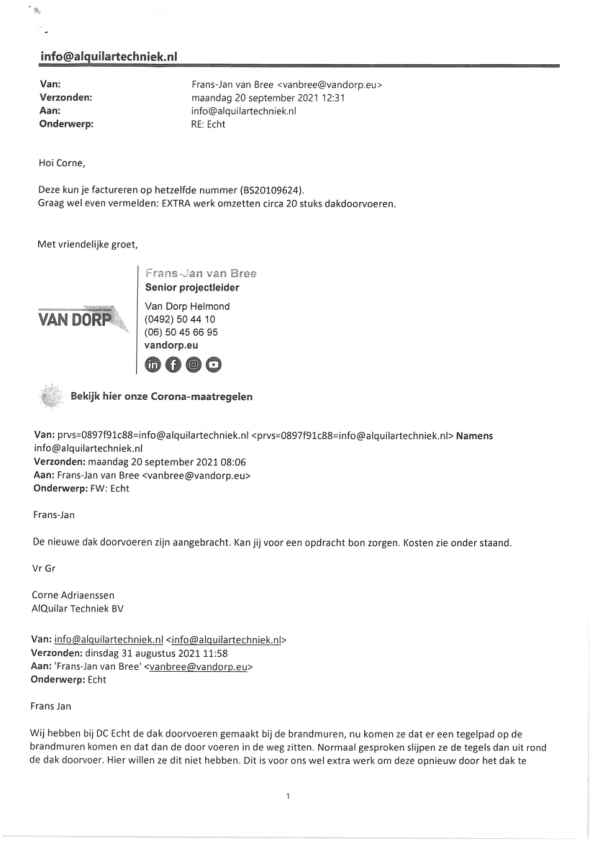 info@alquilartechniek.nl
Van: Frans-Jan van Bree <vanbree@vandorp.eu>
Verzonden: maandag 20 september 2021 12:31
Aan: info@alquilartechniek.nl
Onderwerp: RE: Echt
Hoi Corne,
Deze kun je factureren op hetzelfde nummer (BS20109624).
Graag wel even vermelden: EXTRA werk omzetten circa 20 stuks dakdoorvoeren.
Met vriendelijke groet,
Frans-Jan van Bree
Senior projectleider
VAN DORP
Van Dorp Helmond
(0492) 50 44 10
(06) 50 45 66 95
vandorp.eu
in f
Bekijk hier onze Corona-maatregelen
Van: prvs=0897f91c88=info@alquilartechniek.nl <prvs=0897f91c88=info@alquilartechniek.nl> Namens
info@alquilartechniek.nl
Verzonden: maandag 20 september 2021 08:06
Aan: Frans-Jan van Bree <vanbree@vandorp.eu>
Onderwerp: FW: Echt
Frans-Jan
De nieuwe dak doorvoeren zijn aangebracht. Kan jij voor een opdracht bon zorgen. Kosten zie onder staand.
Vr Gr
Corne Adriaenssen
AlQuilar Techniek BV
Van: info@alquilartechniek.nl <info@alquilartechniek.nl>
Verzonden: dinsdag 31 augustus 2021 11:58
Aan: 'Frans-Jan van Bree' <vanbree@vandorp.eu>
Onderwerp: Echt
Frans Jan
Wij hebben bij DC Echt de dak doorvoeren gemaakt bij de brandmuren, nu komen ze dat er een tegelpad op de
brandmuren komen en dat dan de door voeren in de weg zitten. Normaal gesproken slijpen ze de tegels dan uit rond
de dak doorvoer. Hier willen ze dit niet hebben. Dit is voor ons wel extra werk om deze opnieuw door het dak te
1